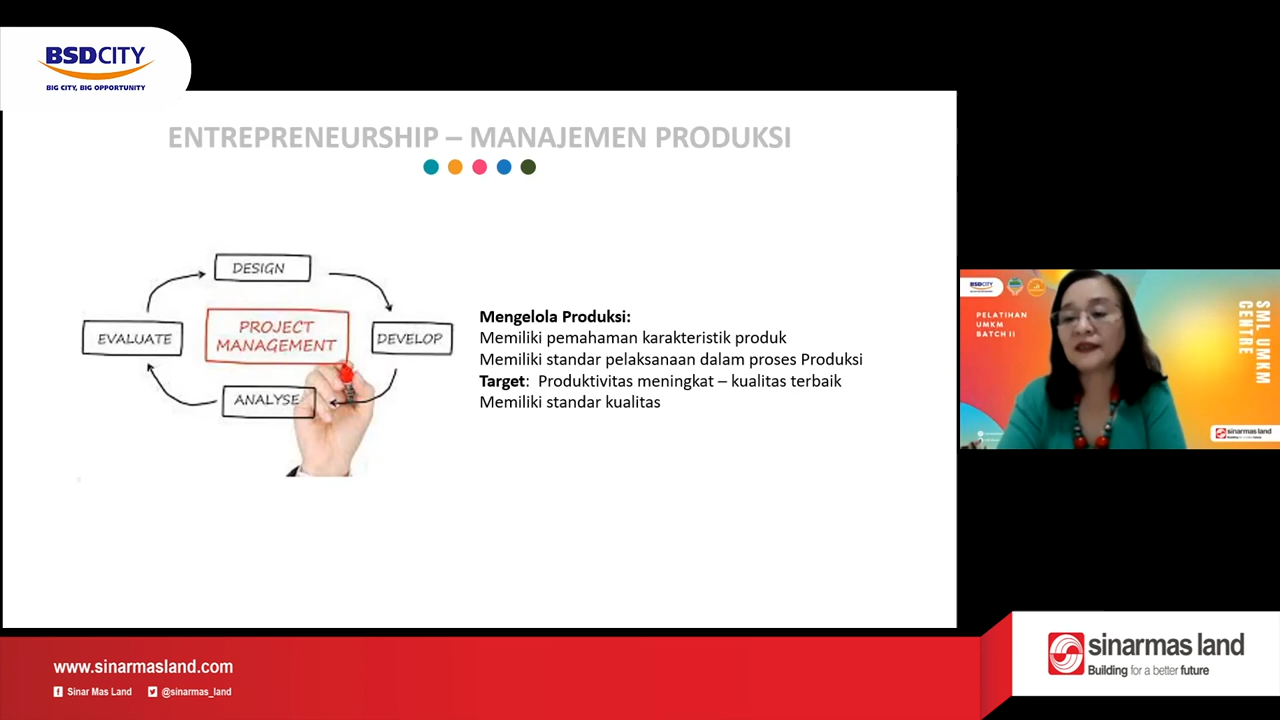 BSDCITY
BIG CITY, BIG OPPORTUNITY
ENTREPRENEURSHIP – MANAJEMEN PRODUKSI
DESIGN
EVALUATE
PROJECT
MANAGEMENT
DEVELOP
ANALYSE
Mengelola Produksi:
Memiliki pemahaman karakteristik produk
Memiliki standar pelaksanaan dalam proses Produksi
Target: Produktivitas meningkat – kualitas terbaik
Memiliki standar kualitas
BSDCITY
PELATIHAN
UMKM
BATCH II
SML UMKM
CENTRE
sinarmas land
www.sinarmasland.com
Sinar Mas Land
@sinarmas_land
sinarmas land
Building for a better future